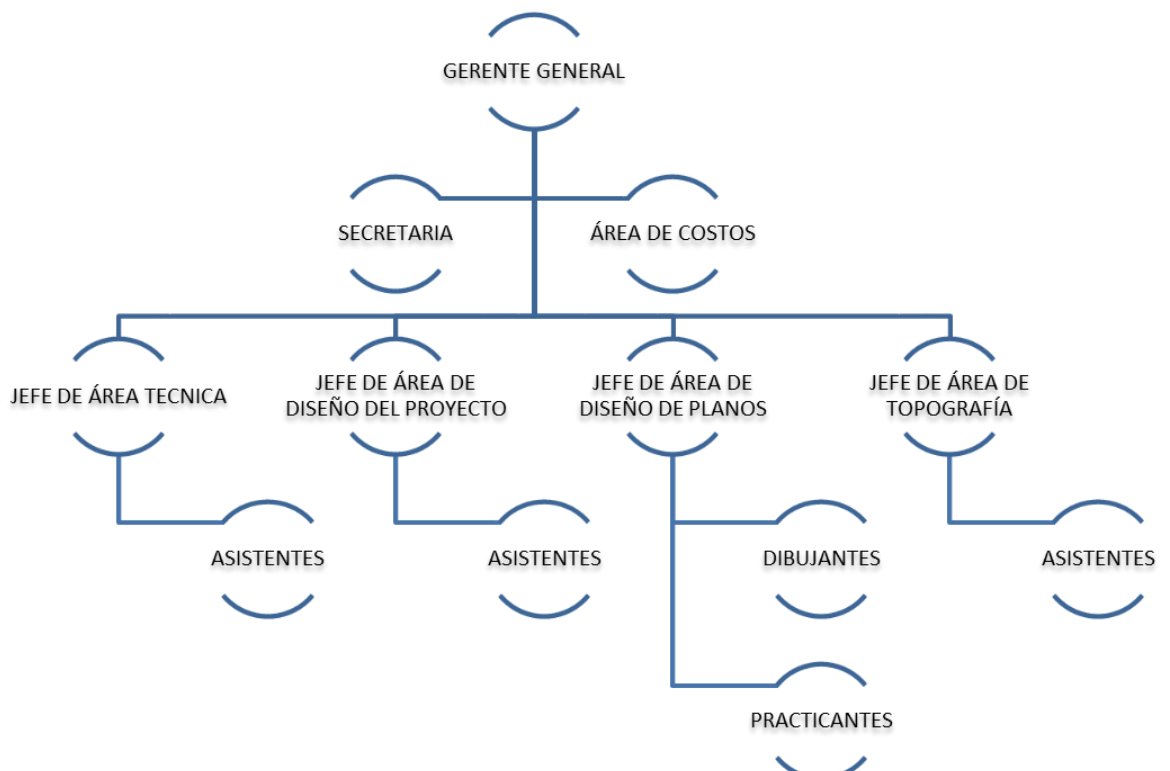 GERENTE GENERAL
SECRETARIA
ÁREA DE COSTOS
JEFE DE ÁREA TECNICA
JEFE DE ÁREA DE
DISEÑO DEL PROYECTO
JEFE DE ÁREA DE
DISEÑO DE PLANOS
JEFE DE ÁREA DE
TOPOGRAFÍA
ASISTENTES
ASISTENTES
DIBUJANTES
ASISTENTES
PRACTICANTES